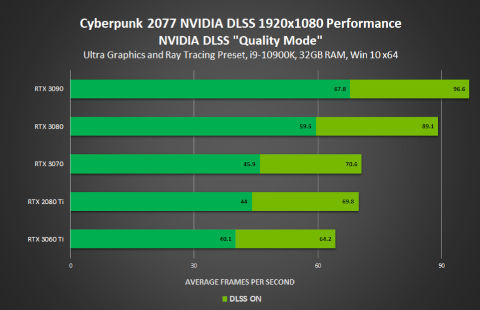 Cyberpunk 2077 NVIDIA DLSS 1920x1080 Performance
NVIDIA DLSS "Quality Mode"
Ultra Graphics and Ray Tracing Preset, i9-10900K, 32GB RAM, Win 10 x64
RTX 3090 67.8 96.6
RTX 3080 59.5 89.1
RTX 3070 45.9 70.6
RTX 2080 Ti 44 69.8
RTX 3060 Ti 40.1 64.2
0 30 60 90
AVERAGE FRAMES PER SECOND
DLSS ON